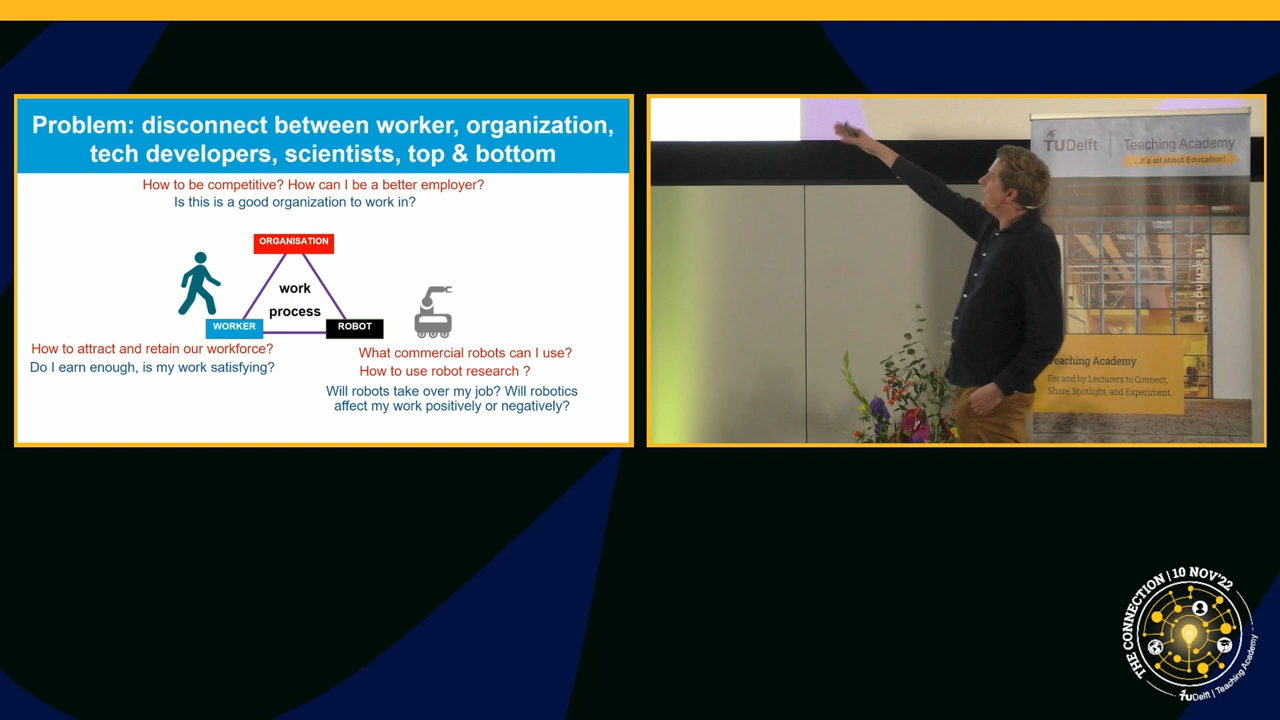 Problem: disconnect between worker, organization,
tech developers, scientists, top & bottom
How to be competitive? How can I be a better employer?
Is this is a good organization to work in?
ORGANISATION
work
process
WORKER
ROBOT
How to attract and retain our workforce?
Do I earn enough, is my work satisfying?
What commercial robots can I use?
How to use robot research ?
Will robots take over my job? Will robotics
affect my work positively or negatively?
TUDelft | Teaching Academy
...It's all about Education!
Teaching Lab
Teaching Academy
For and by Lecturers to Connect,
Share, Spotlight, and Experiment.
THE CONNECTION | 10 NOV'22
TUDelft | Teaching Academy